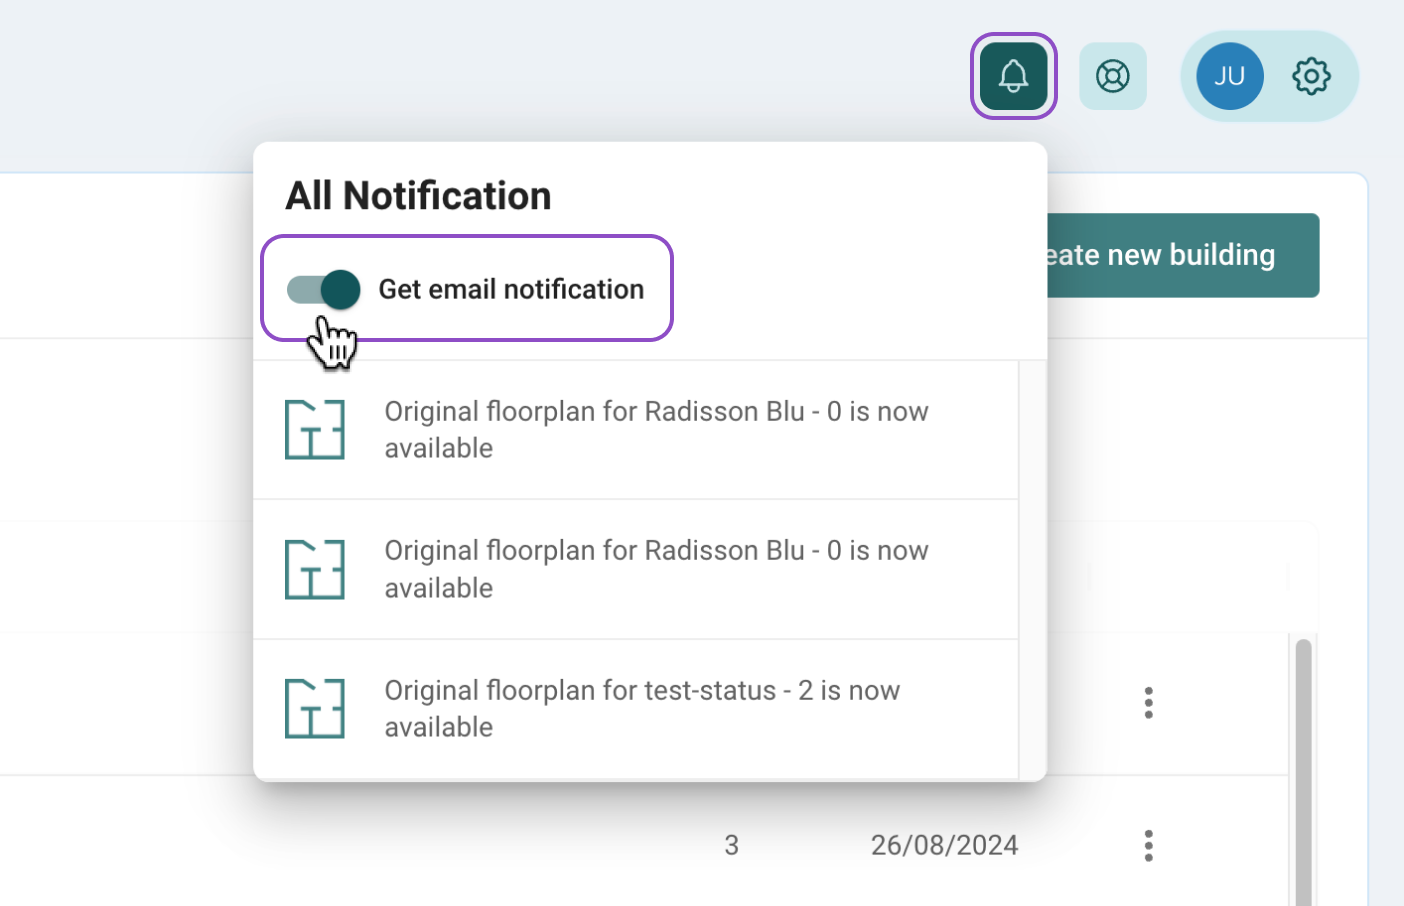 JU
All Notification
eate new building
Get email notification
Original floorplan for Radisson Blu - 0 is now
available
Original floorplan for Radisson Blu - 0 is now
available
Original floorplan for test-status - 2 is now
available
3 26/08/2024